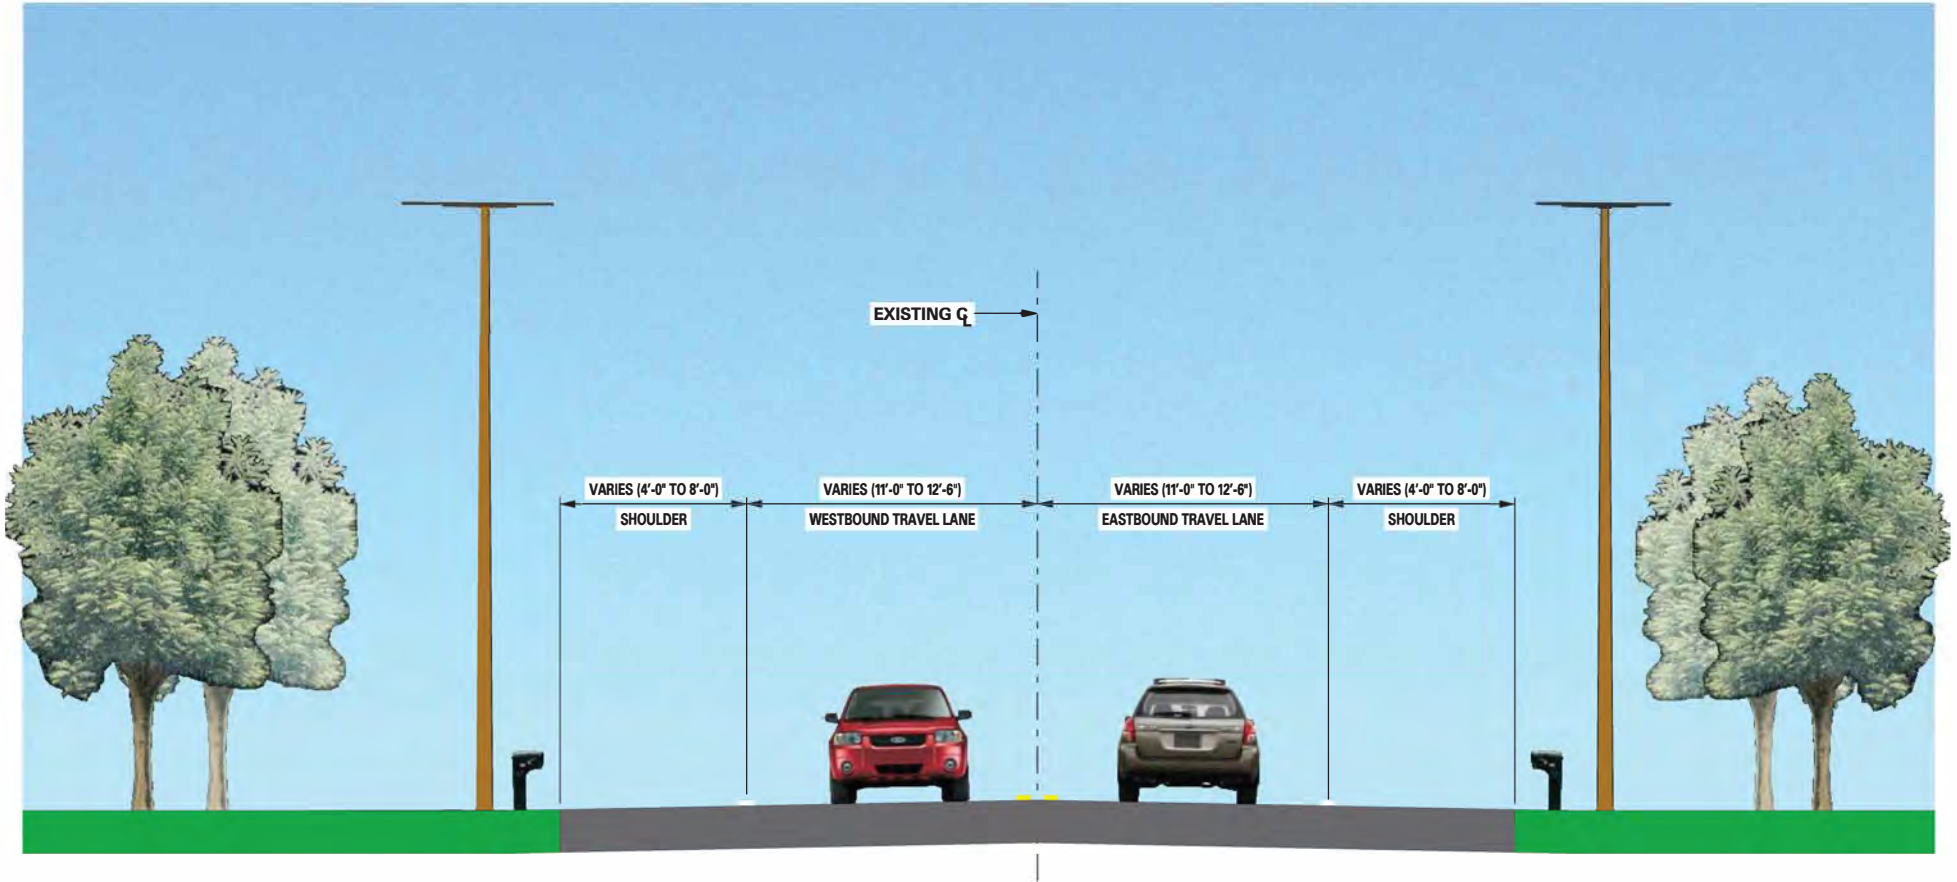 EXISTING ℄
VARIES (4'-0" TO 8'-0")
SHOULDER
VARIES (11'-0" TO 12'-6")
WESTBOUND TRAVEL LANE
VARIES (11'-0" TO 12'-6")
EASTBOUND TRAVEL LANE
VARIES (4'-0" TO 8'-0")
SHOULDER